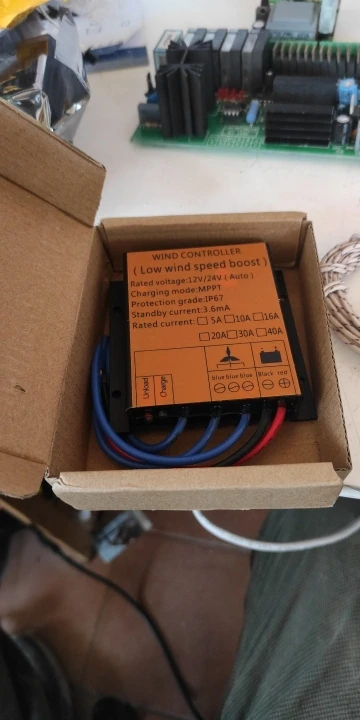 WIND CONTROLLER
( Low wind speed boost )
Rated voltage:12V/24V ( Auto )
Charging mode:MPPT
Protection grade:IP67
Standby current:3.6mA
Rated current: □ 5A □ 10A □ 16A
□ 20A □ 30A □ 40A
Unload
Charge
blue blue blue
Black red